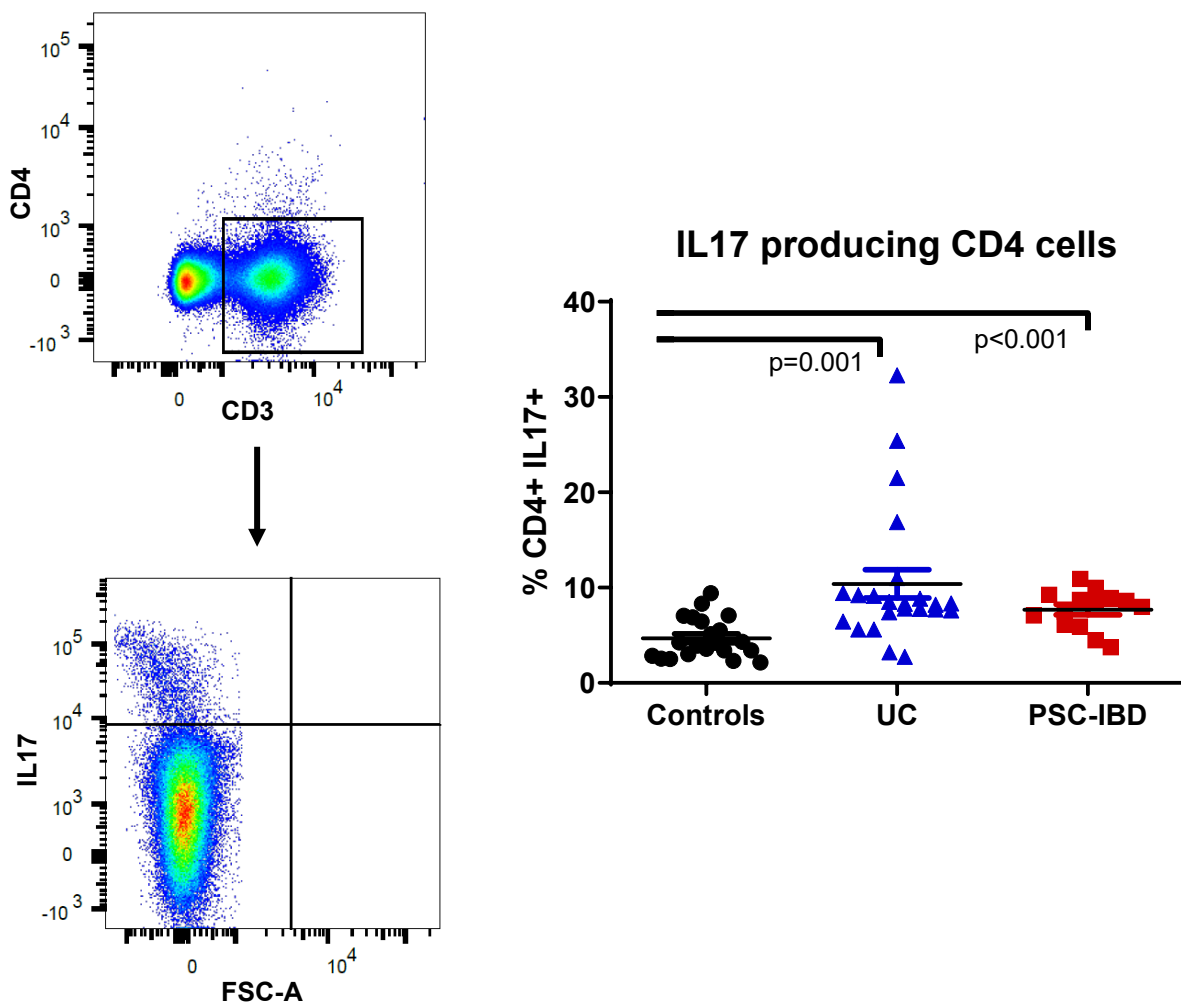 10^5
10^4
CD4
10^3
0
-10^3
0
10^4
CD3
10^5
10^4
IL17
10^3
0
-10^3
0
10^4
FSC-A
IL17 producing CD4 cells
40
p<0.001
p=0.001
30
% CD4+ IL17+
20
10
0
Controls UC PSC-IBD